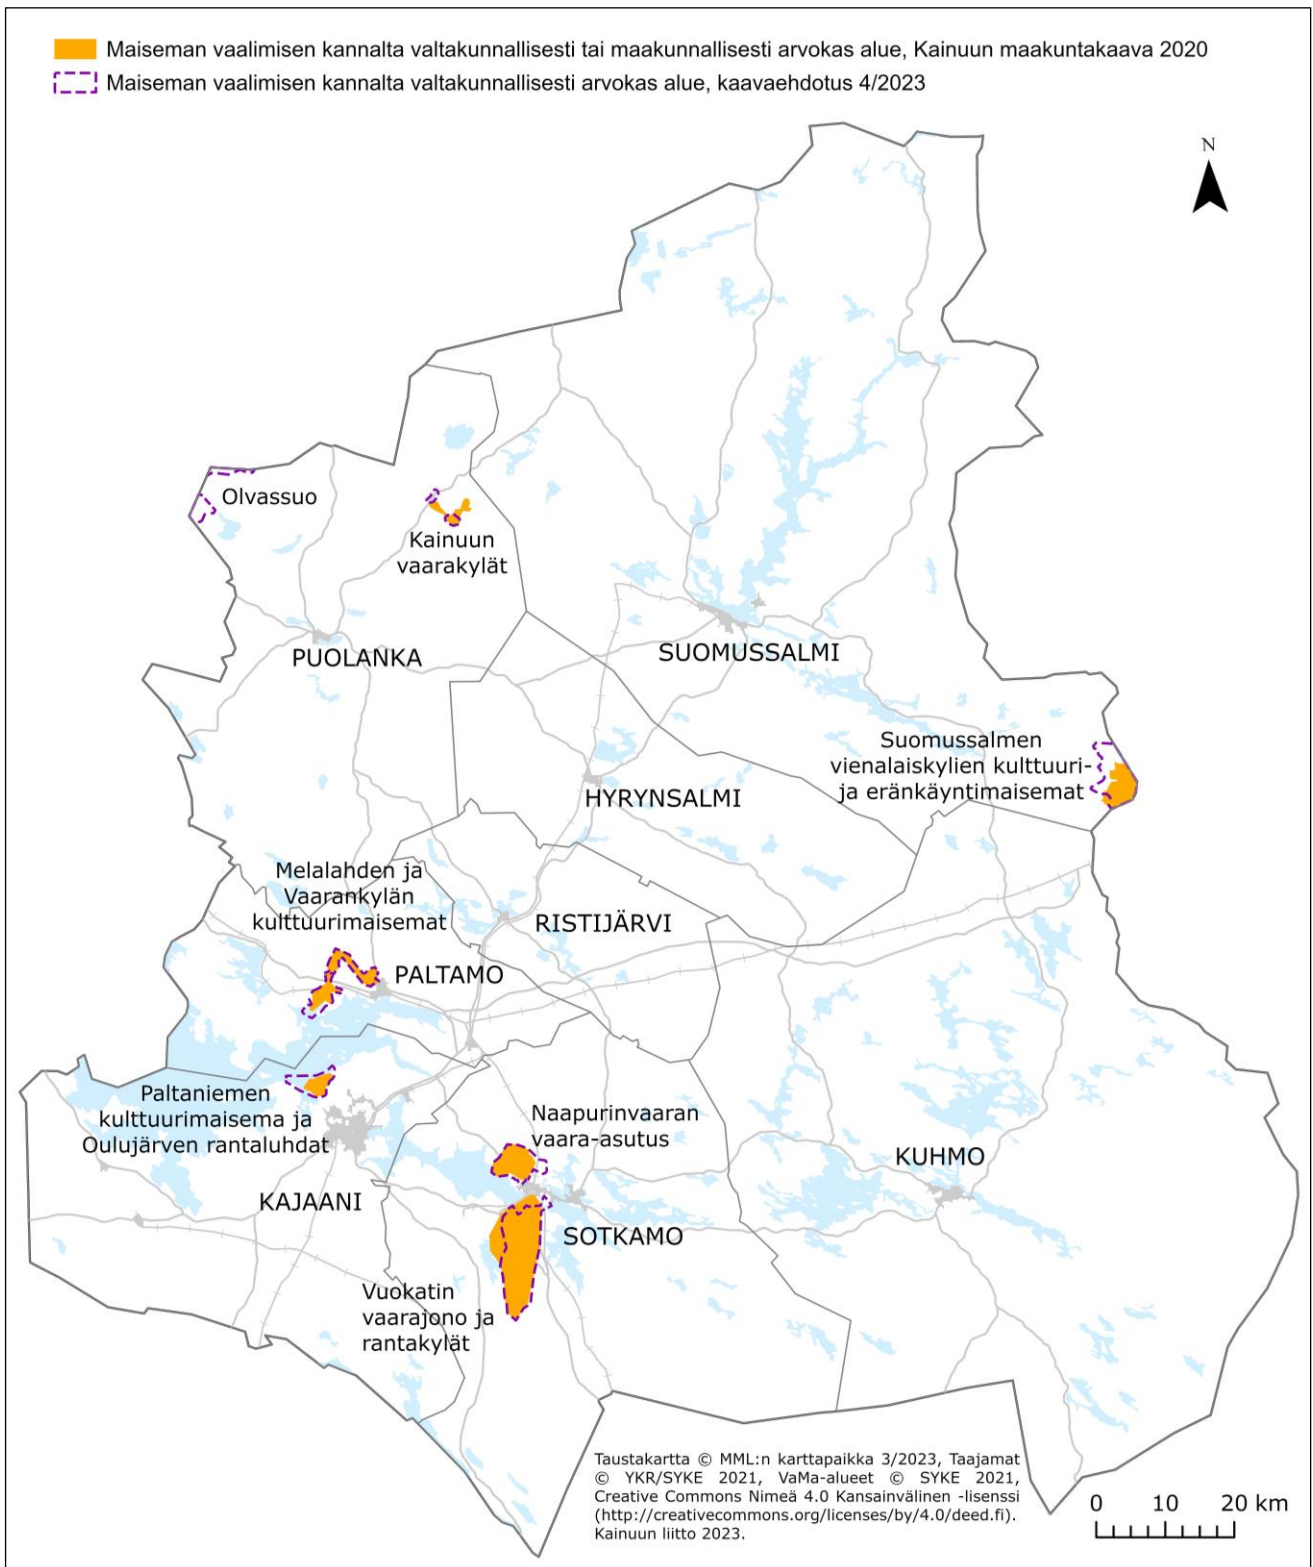 Maiseman vaalimisen kannalta valtakunnallisesti tai maakunnallisesti arvokas alue, Kainuun maakuntakaava 2020
Maiseman vaalimisen kannalta valtakunnallisesti arvokas alue, kaavaehdotus 4/2023
N
Olvassuo
Kainuun
vaarakylät
PUOLANKA
SUOMUSSALMI
Suomussalmen
vienalaiskylien kulttuuri-
ja eränkäyntimaisemat
HYRYNSALMI
Melalahden ja
Vaarankylän
kulttuurimaisemat
RISTIJÄRVI
PALTAMO
Paltaniemen
kulttuurimaisema ja
Oulujärven rantaluhdat
Naapurinvaaran
vaara-asutus
KUHMO
KAJAANI
SOTKAMO
Vuokatin
vaarajono ja
rantakylät
Taustakartta © MML:n karttapaikka 3/2023, Taajamat
© YKR/SYKE 2021, VaMa-alueet © SYKE 2021,
Creative Commons Nimeä 4.0 Kansainvälinen -lisenssi
(http://creativecommons.org/licenses/by/4.0/deed.fi).
Kainuun liitto 2023.
0 10 20 km